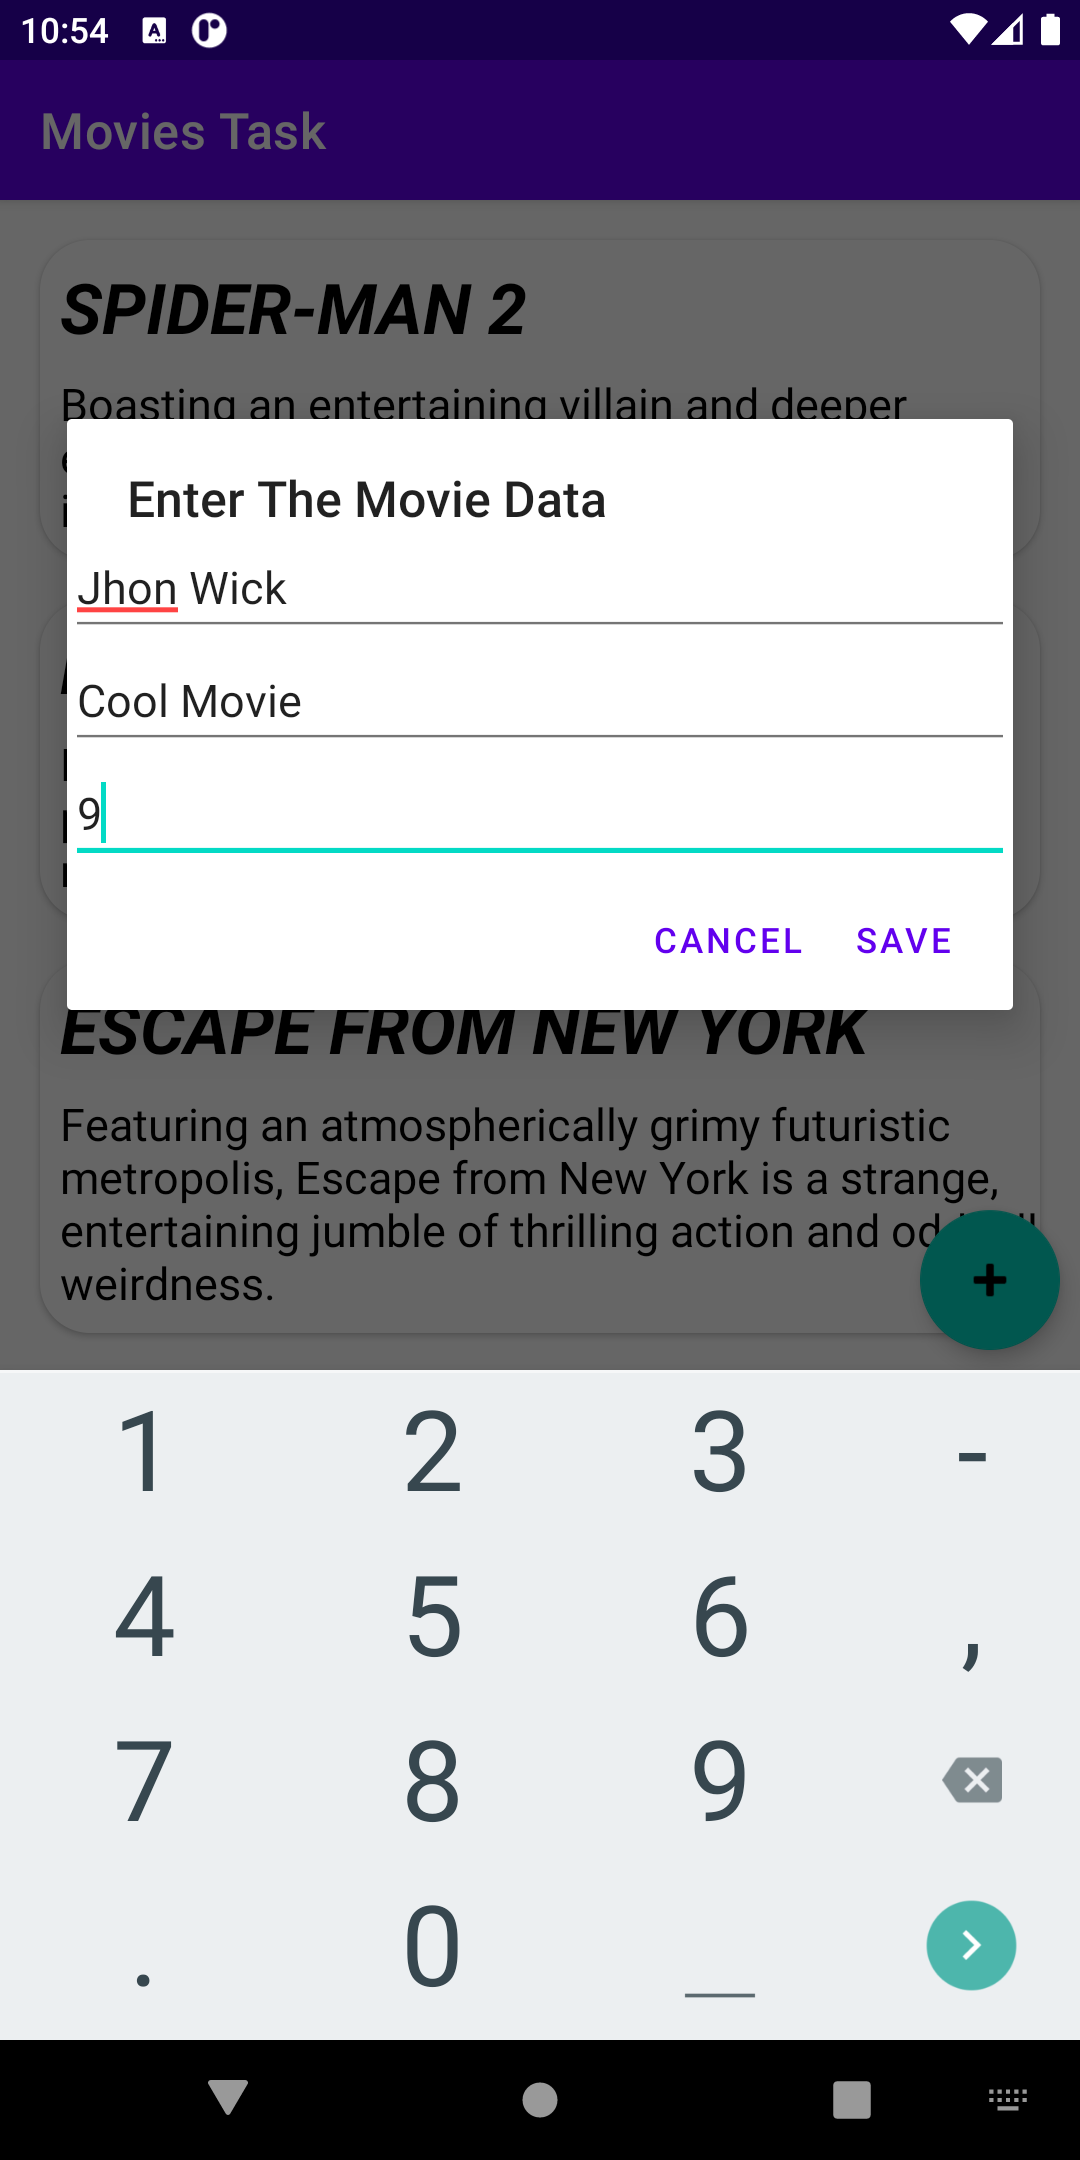 10:54
Movies Task
SPIDER-MAN 2
Boasting an entertaining villain and deeper
Enter The Movie Data
Jhon Wick
Cool Movie
9
CANCEL SAVE
ESCAPE FROM NEW YORK
Featuring an atmospherically grimy futuristic
metropolis, Escape from New York is a strange,
entertaining jumble of thrilling action and
weirdness.
+
1 2 3 -
4 5 6 ,
7 8 9
. 0 _